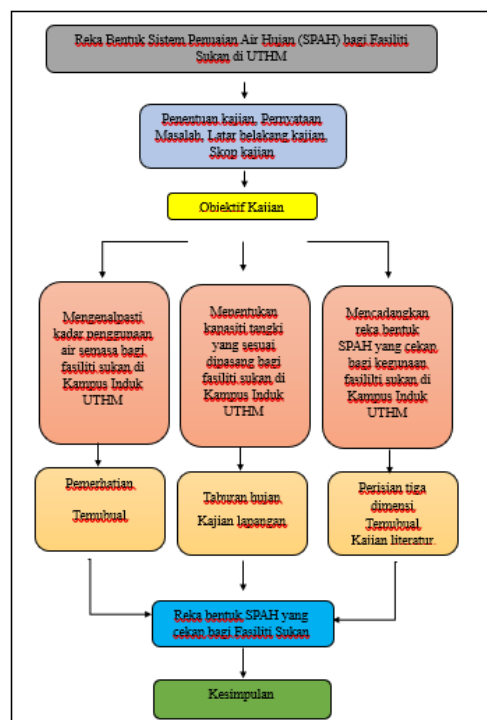 Reka Bentuk Sistem Penuaian Air Hujan (SPAH) bagi Fasiliti
Sukan di UTHM
Penentuan kajian, Pernyataan
Masalah, Latar belakang kajian,
Skop kajian
Objektif Kajian
Mengenalpasti
kadar penggunaan
air semasa bagi
fasiliti sukan di
Kampus Induk
UTHM
Menentukan
kapasiti tangki
yang sesuai
dipasang bagi
fasiliti sukan di
Kampus Induk
UTHM
Mencadangkan
reka bentuk
SPAH yang cekap
bagi kegunaan
fasililti sukan di
Kampus Induk
UTHM
Pemerhatian
Temubual
Taburan hujan
Kajian lapangan
Perisian tiga
dimensi
Temubual
Kajian literatur
Reka bentuk SPAH yang
cekap bagi Fasiliti Sukan
Kesimpulan